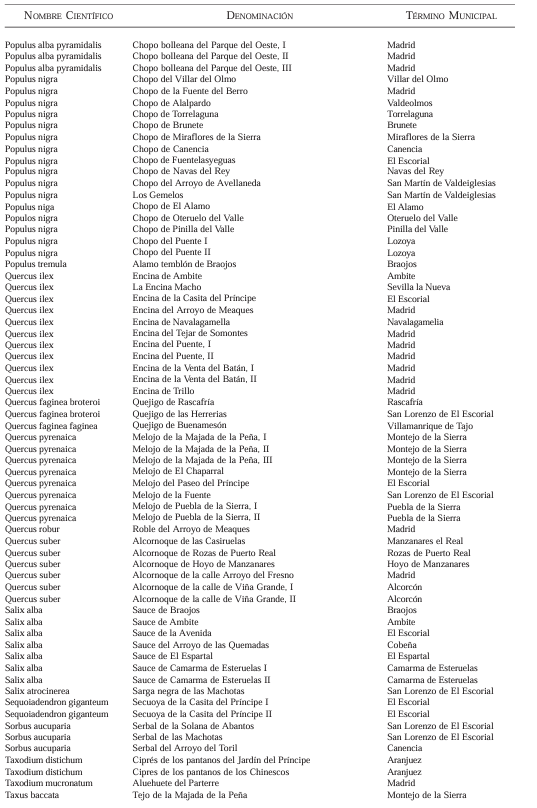 NOMBRE CIENTÍFICO DENOMINACIÓN TÉRMINO MUNICIPAL
Populus alba pyramidalis Chopo bolleana del Parque del Oeste, I Madrid
Populus alba pyramidalis Chopo bolleana del Parque del Oeste, II Madrid
Populus alba pyramidalis Chopo bolleana del Parque del Oeste, III Madrid
Populus nigra Chopo del Villar del Olmo Villar del Olmo
Populus nigra Chopo de la Fuente del Berro Madrid
Populus nigra Chopo de Alalpardo Valdeolmos
Populus nigra Chopo de Torrelaguna Torrelaguna
Populus nigra Chopo de Brunete Brunete
Populus nigra Chopo de Miraflores de la Sierra Miraflores de la Sierra
Populus nigra Chopo de Canencia Canencia
Populus nigra Chopo de Fuentelasyeguas El Escorial
Populus nigra Chopo de Navas del Rey Navas del Rey
Populus nigra Chopo del Arroyo de Avellaneda San Martín de Valdeiglesias
Populus nigra Los Gemelos San Martín de Valdeiglesias
Populus niga Chopo de El Alamo El Alamo
Populos nigra Chopo de Oteruelo del Valle Oteruelo del Valle
Populus nigra Chopo de Pinilla del Valle Pinilla del Valle
Populus nigra Chopo del Puente I Lozoya
Populus nigra Chopo del Puente II Lozoya
Populus tremula Alamo temblón de Braojos Braojos
Quercus ilex Encina de Ambite Ambite
Quercus ilex La Encina Macho Sevilla la Nueva
Quercus ilex Encina de la Casita del Príncipe El Escorial
Quercus ilex Encina del Arroyo de Meaques Madrid
Quercus ilex Encina de Navalagamella Navalagamelia
Quercus ilex Encina del Tejar de Somontes Madrid
Quercus ilex Encina del Puente, I Madrid
Quercus ilex Encina del Puente, II Madrid
Quercus ilex Encina de la Venta del Batán, I Madrid
Quercus ilex Encina de la Venta del Batán, II Madrid
Quercus ilex Encina de Trillo Madrid
Quercus faginea broteroi Quejigo de Rascafría Rascafría
Quercus faginea broteroi Quejigo de las Herrerias San Lorenzo de El Escorial
Quercus faginea faginea Quejigo de Buenamesón Villamanrique de Tajo
Quercus pyrenaica Melojo de la Majada de la Peña, I Montejo de la Sierra
Quercus pyrenaica Melojo de la Majada de la Peña, II Montejo de la Sierra
Quercus pyrenaica Melojo de la Majada de la Peña, III Montejo de la Sierra
Quercus pyrenaica Melojo de El Chaparral Montejo de la Sierra
Quercus pyrenaica Melojo del Paseo del Príncipe El Escorial
Quercus pyrenaica Melojo de la Fuente San Lorenzo de El Escorial
Quercus pyrenaica Melojo de Puebla de la Sierra, I Puebla de la Sierra
Quercus pyrenaica Melojo de Puebla de la Sierra, II Puebla de la Sierra
Quercus robur Roble del Arroyo de Meaques Madrid
Quercus suber Alcornoque de las Casiruelas Manzanares el Real
Quercus suber Alcornoque de Rozas de Puerto Real Rozas de Puerto Real
Quercus suber Alcornoque de Hoyo de Manzanares Hoyo de Manzanares
Quercus suber Alcornoque de la calle Arroyo del Fresno Madrid
Quercus suber Alcornoque de la calle de Viña Grande, I Alcorcón
Quercus suber Alcornoque de la calle de Viña Grande, II Alcorcón
Salix alba Sauce de Braojos Braojos
Salix alba Sauce de Ambite Ambite
Salix alba Sauce de la Avenida El Escorial
Salix alba Sauce del Arroyo de las Quemadas Cobeña
Salix alba Sauce de El Espartal El Espartal
Salix alba Sauce de Camarma de Esteruelas I Camarma de Esteruelas
Salix alba Sauce de Camarma de Esteruelas II Camarma de Esteruelas
Salix atrocinerea Sarga negra de las Machotas San Lorenzo de El Escorial
Sequoiadendron giganteum Secuoya de la Casita del Príncipe I El Escorial
Sequoiadendron giganteum Secuoya de la Casita del Príncipe II El Escorial
Sorbus aucuparia Serbal de la Solana de Abantos San Lorenzo de El Escorial
Sorbus aucuparia Serbal de las Machotas San Lorenzo de El Escorial
Sorbus aucuparia Serbal del Arroyo del Toril Canencia
Taxodium distichum Ciprés de los pantanos del Jardín del Príncipe Aranjuez
Taxodium distichum Cipres de los pantanos de los Chinescos Aranjuez
Taxodium mucronatum Aluehuete del Parterre Madrid
Taxus baccata Tejo de la Majada de la Peña Montejo de la Sierra